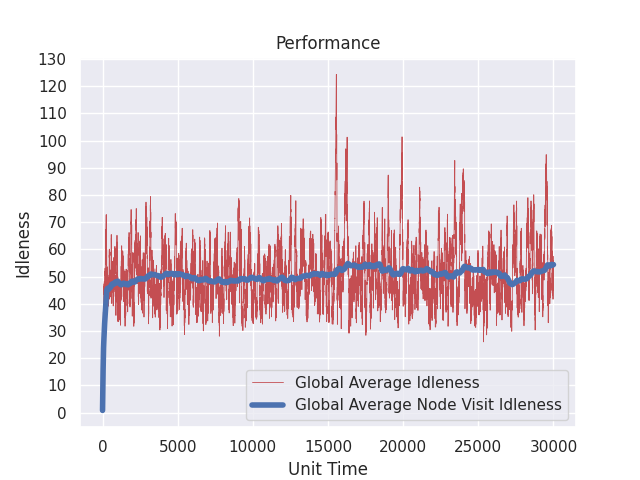 Performance
130
120
110
100
90
80
70
60
50
40
30
20
10
0
Idleness
Global Average Idleness
Global Average Node Visit Idleness
0 5000 10000 15000 20000 25000 30000
Unit Time